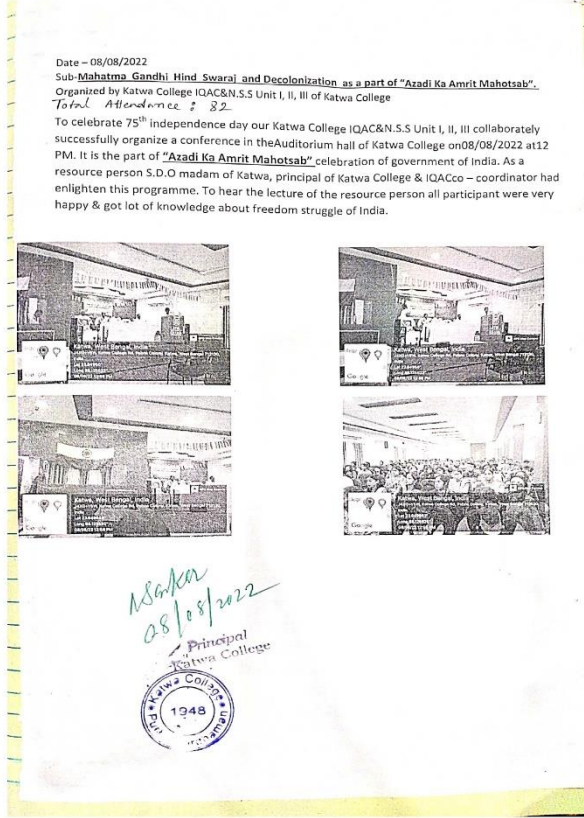 Date – 08/08/2022
Sub-Mahatma Gandhi Hind Swaraj and Decolonization as a part of "Azadi Ka Amrit Mahotsab".
Organized by Katwa College IQAC&N.S.S Unit I, II, III of Katwa College
Total Attendance : 82
To celebrate 75th independence day our Katwa College IQAC&N.S.S Unit I, II, III collaborately
successfully organize a conference in theAuditorium hall of Katwa College on08/08/2022 at12
PM. It is the part of "Azadi Ka Amrit Mahotsab" celebration of government of India. As a
resource person S.D.O madam of Katwa, principal of Katwa College & IQACco – coordinator had
enlighten this programme. To hear the lecture of the resource person all participant were very
happy & got lot of knowledge about freedom struggle of India.
Katwa, West Bengal, India
Google
Katwa, West Bengal, India
Google
Katwa, West Bengal, India
Google
Katwa, West Bengal, India
Google
08/08/2022
Principal
Katwa College
Katwa College
1948